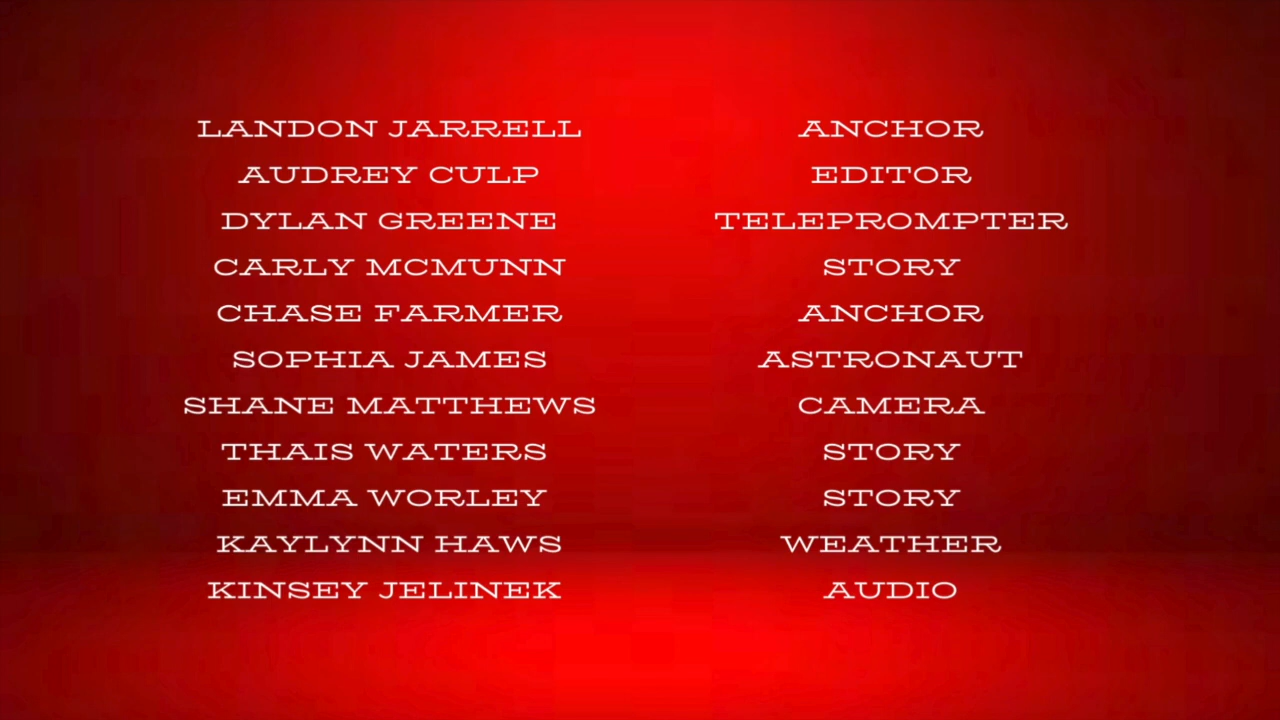 LANDON JARRELL ANCHOR
AUDREY CULP EDITOR
DYLAN GREENE TELEPROMPTER
CARLY MCMUNN STORY
CHASE FARMER ANCHOR
SOPHIA JAMES ASTRONAUT
SHANE MATTHEWS CAMERA
THAIS WATERS STORY
EMMA WORLEY STORY
KAYLYNN HAWS WEATHER
KINSEY JELINEK AUDIO